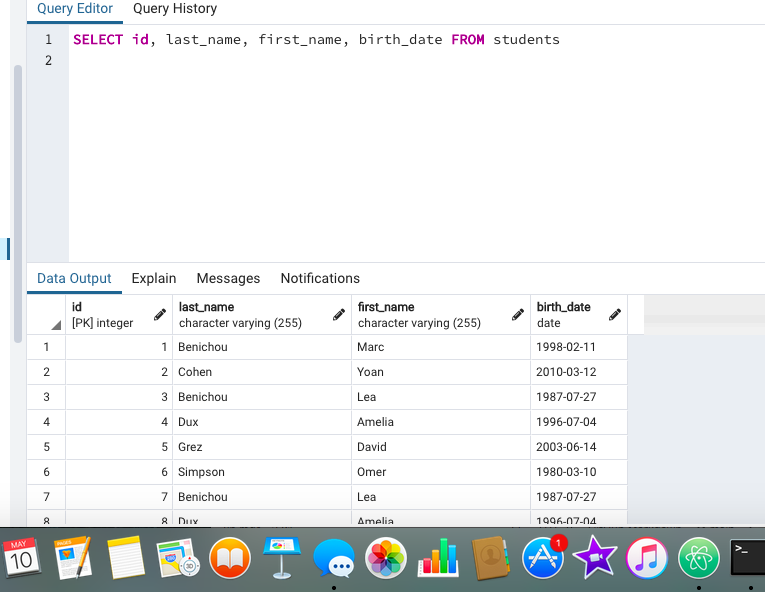 Query Editor Query History
1 SELECT id, last_name, first_name, birth_date FROM students
2
Data Output Explain Messages Notifications
id last_name first_name birth_date
[PK] integer character varying (255) character varying (255) date
1 1 Benichou Marc 1998-02-11
2 2 Cohen Yoan 2010-03-12
3 3 Benichou Lea 1987-07-27
4 4 Dux Amelia 1996-07-04
5 5 Grez David 2003-06-14
6 6 Simpson Omer 1980-03-10
7 7 Benichou Lea 1987-07-27
8 8 Dux Amelia 1996-07-04
MAY
10
PAGES
3D
1
>_